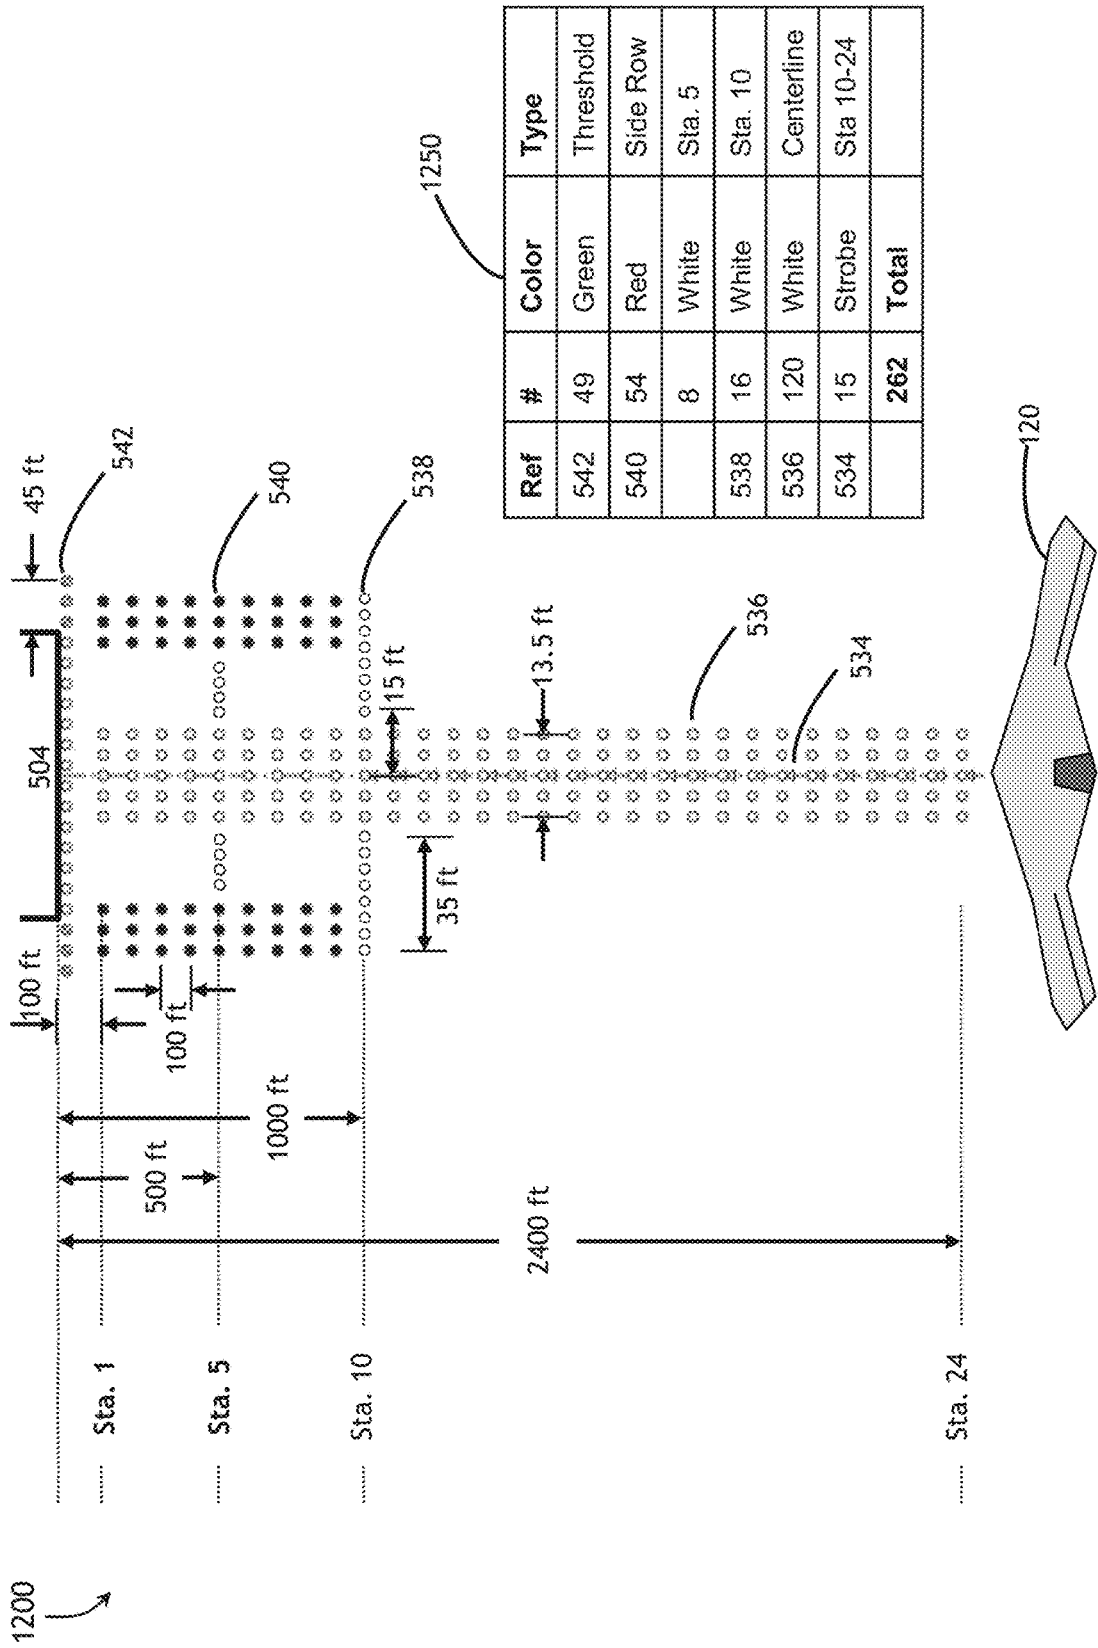 1200
Sta. 1
Sta. 5
Sta. 10
Sta. 24
2400 ft
500 ft
1000 ft
100 ft
100 ft
504
45 ft
542
540
538
35 ft
15 ft
13.5 ft
536
534
120
1250
Ref # Color Type
542 49 Green Threshold
540 54 Red Side Row
8 White Sta. 5
538 16 White Sta. 10
536 120 White Centerline
534 15 Strobe Sta 10-24
262 Total